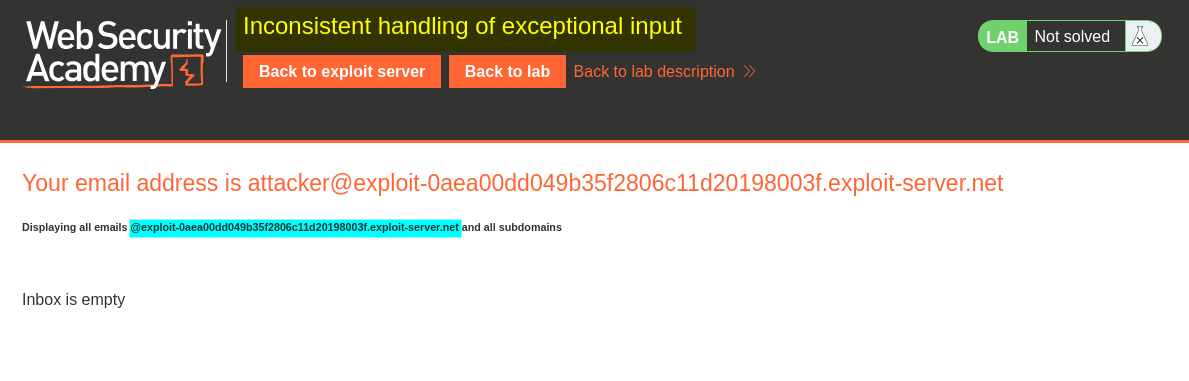 Web Security
Academy
Inconsistent handling of exceptional input
Back to exploit server Back to lab Back to lab description
LAB Not solved
Your email address is attacker@exploit-0aea00dd049b35f2806c11d20198003f.exploit-server.net
Displaying all emails @exploit-0aea00dd049b35f2806c11d20198003f.exploit-server.net and all subdomains
Inbox is empty